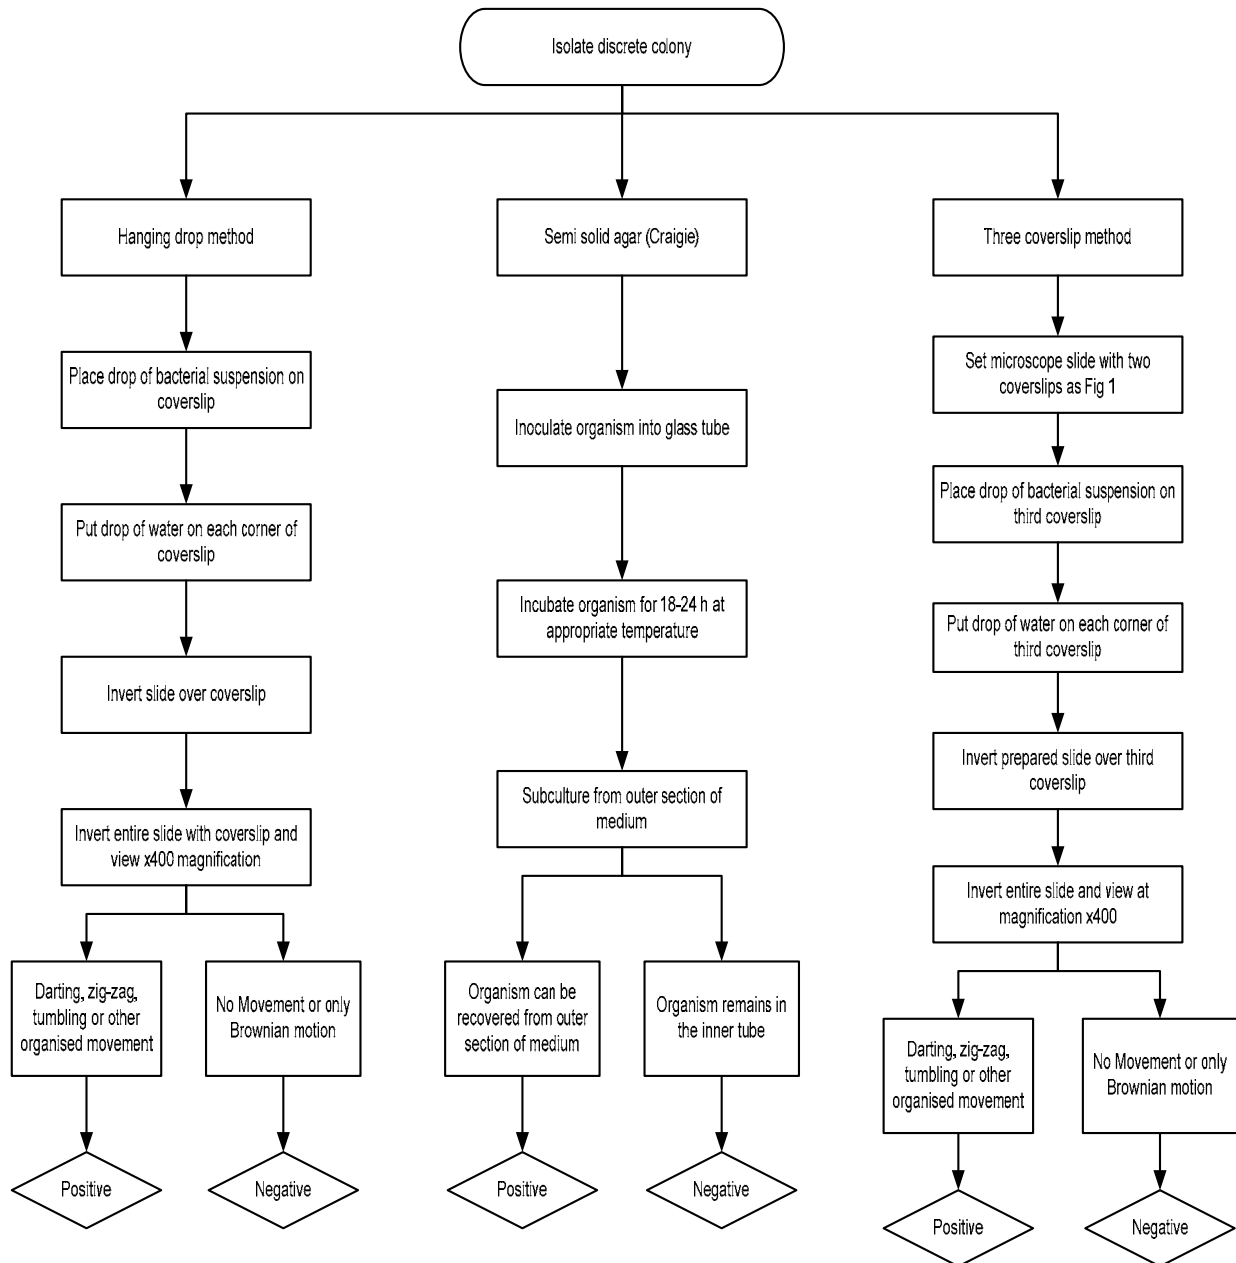 Isolate discrete colony
Hanging drop method
Place drop of bacterial suspension on
coverslip
Put drop of water on each corner of
coverslip
Invert slide over coverslip
Invert entire slide with coverslip and
view x400 magnification
Darting, zig-zag,
tumbling or other
organised movement
No Movement or only
Brownian motion
Positive
Negative
Semi solid agar (Craigie)
Inoculate organism into glass tube
Incubate organism for 18-24 h at
appropriate temperature
Subculture from outer section of
medium
Organism can be
recovered from outer
section of medium
Organism remains in
the inner tube
Positive
Negative
Three coverslip method
Set microscope slide with two
coverslips as Fig 1
Place drop of bacterial suspension on
third coverslip
Put drop of water on each corner of
third coverslip
Invert prepared slide over third
coverslip
Invert entire slide and view at
magnification x400
Darting, zig-zag,
tumbling or other
organised movement
No Movement or only
Brownian motion
Positive
Negative